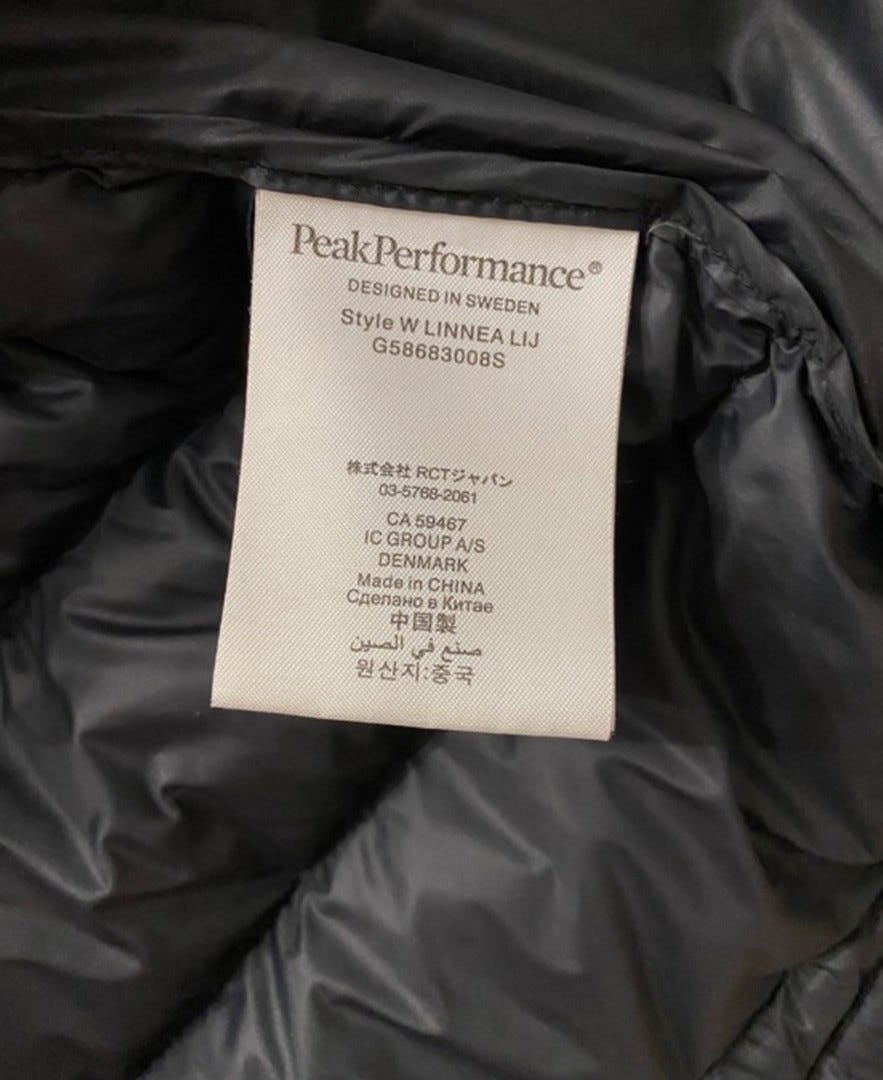 PeakPerformance®
DESIGNED IN SWEDEN
Style W LINNEA LIJ
G58683008S
株式会社 RCTジャパン
03-5768-2061
CA 59467
IC GROUP A/S
DENMARK
Made in CHINA
Сделано в Китае
中国製
صنع في الصين
원산지:중국